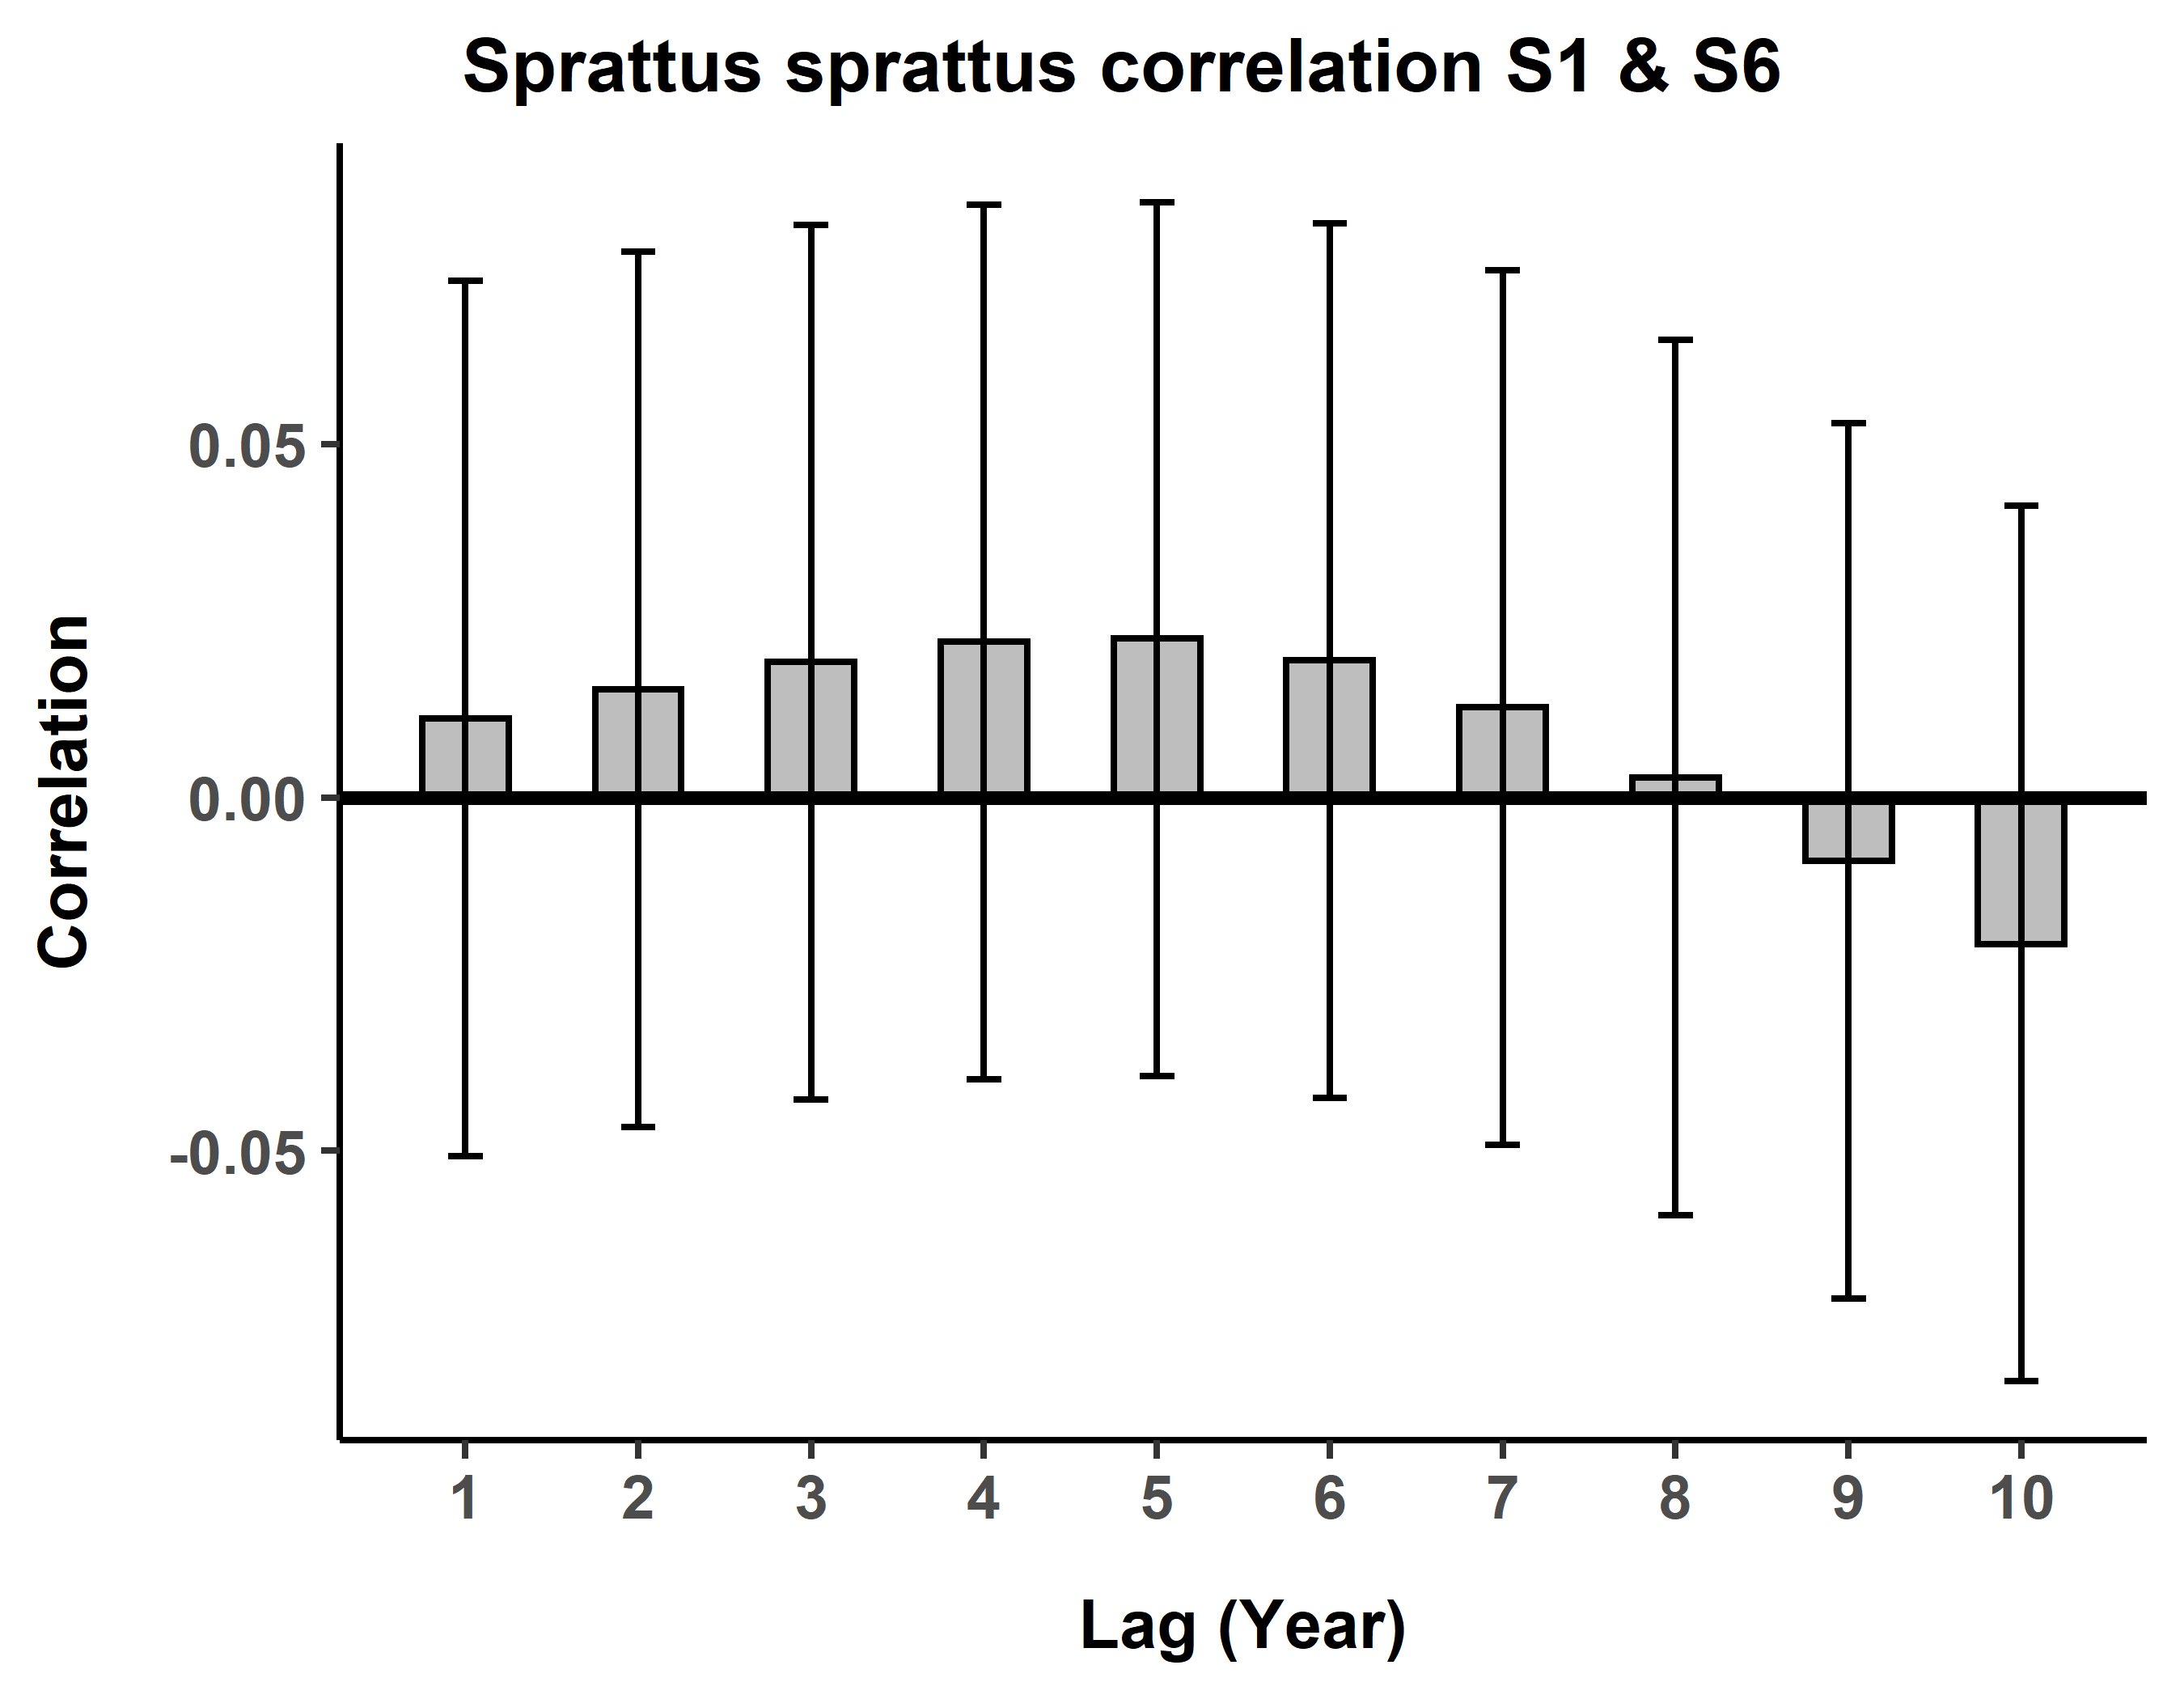 Sprattus sprattus correlation S1 & S6
Correlation
0.05
0.00
-0.05
1 2 3 4 5 6 7 8 9 10
Lag (Year)